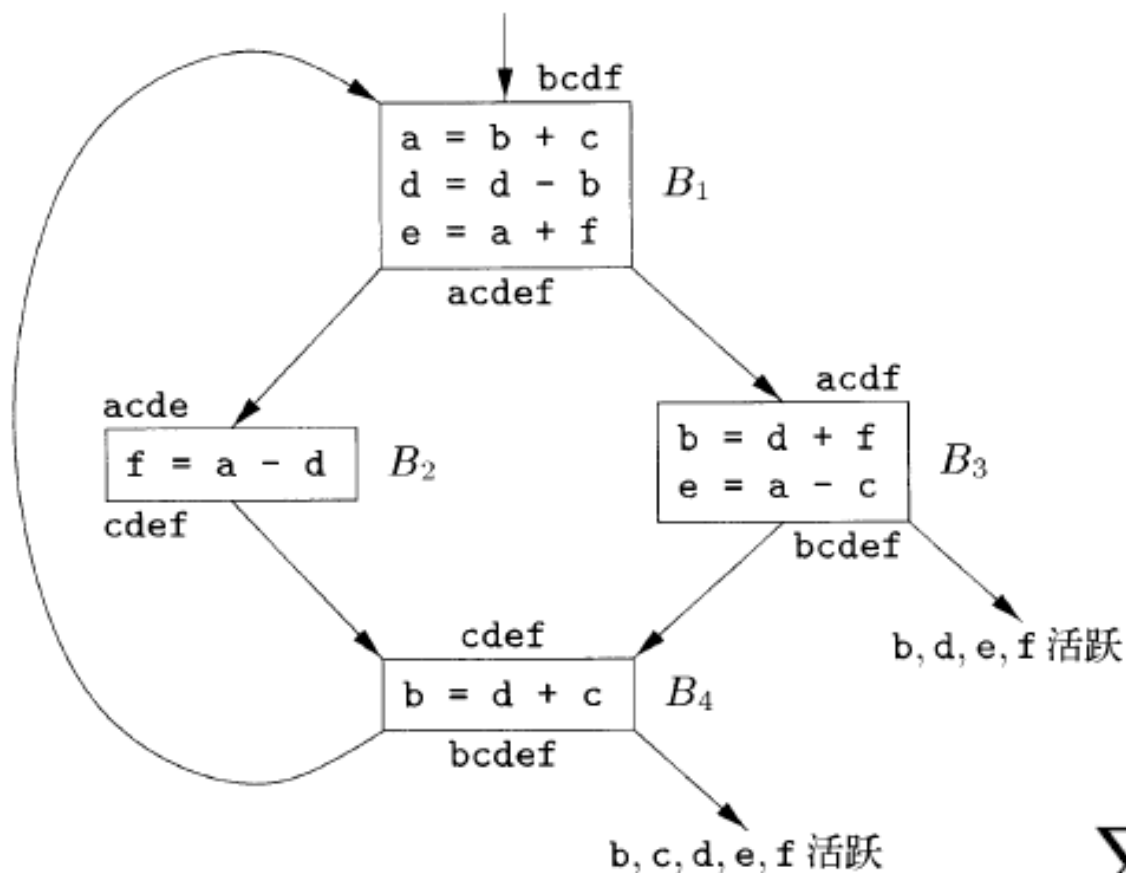 bcdf
a = b + c
d = d - b
e = a + f
B₁
acdef
acde
f = a - d
B₂
cdef
acdf
b = d + f
e = a - c
B₃
bcdef
b, d, e, f 活跃
cdef
b = d + c
B₄
bcdef
b, c, d, e, f 活跃